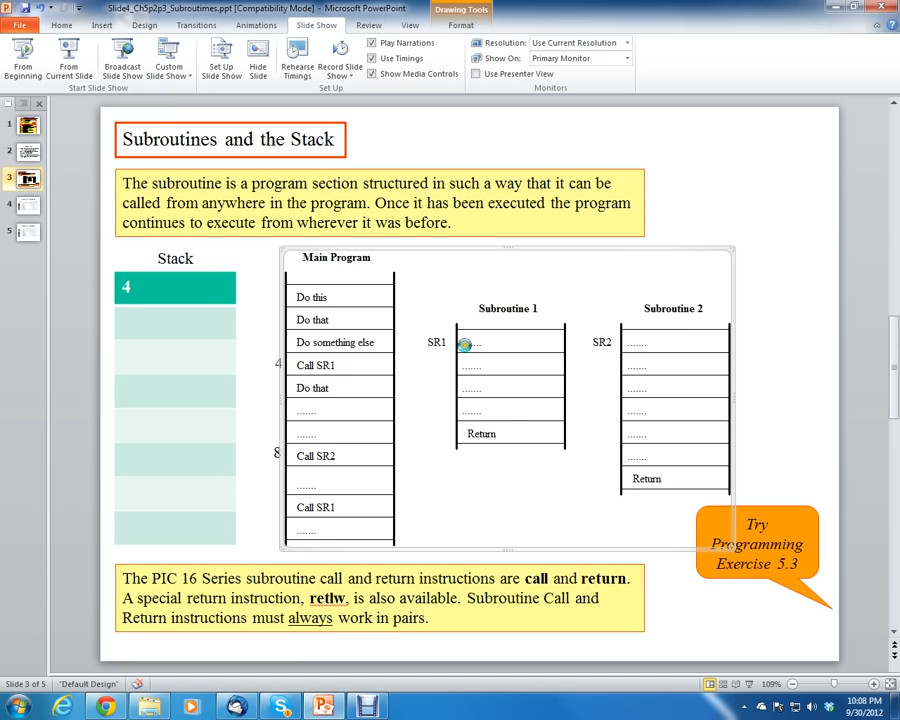 Slide4_Ch5p2p3_Subroutimes.ppt [Compatibility Mode] - Microsoft PowerPoint
Drawing Tools
File Home Insert Design Transitions Animations Slide Show Review View Format
From Beginning
From Current Slide
Broadcast Slide Show
Custom Slide Show
Start Slide Show
Set Up Slide Show
Hide Slide
Rehearse Timings
Record Slide Show
Play Narrations
Use Timings
Show Media Controls
Set Up
Resolution: Use Current Resolution
Show On: Primary Monitor
Use Presenter View
Monitors
1
2
3
4
5
Subroutines and the Stack
The subroutine is a program section structured in such a way that it can be
called from anywhere in the program. Once it has been executed the program
continues to execute from wherever it was before.
Stack
4
Main Program
Do this
Do that
Do something else
4 Call SR1
Do that
.......
.......
8 Call SR2
.......
Call SR1
.......
Subroutine 1
SR1 .......
.......
.......
.......
Return
Subroutine 2
SR2 .......
.......
.......
.......
.......
.......
Return
Try
Programming
Exercise 5.3
The PIC 16 Series subroutine call and return instructions are call and return.
A special return instruction, retlw, is also available. Subroutine Call and
Return instructions must always work in pairs.
Slide 3 of 5 "Default Design" 109%
10:08 PM
9/30/2012